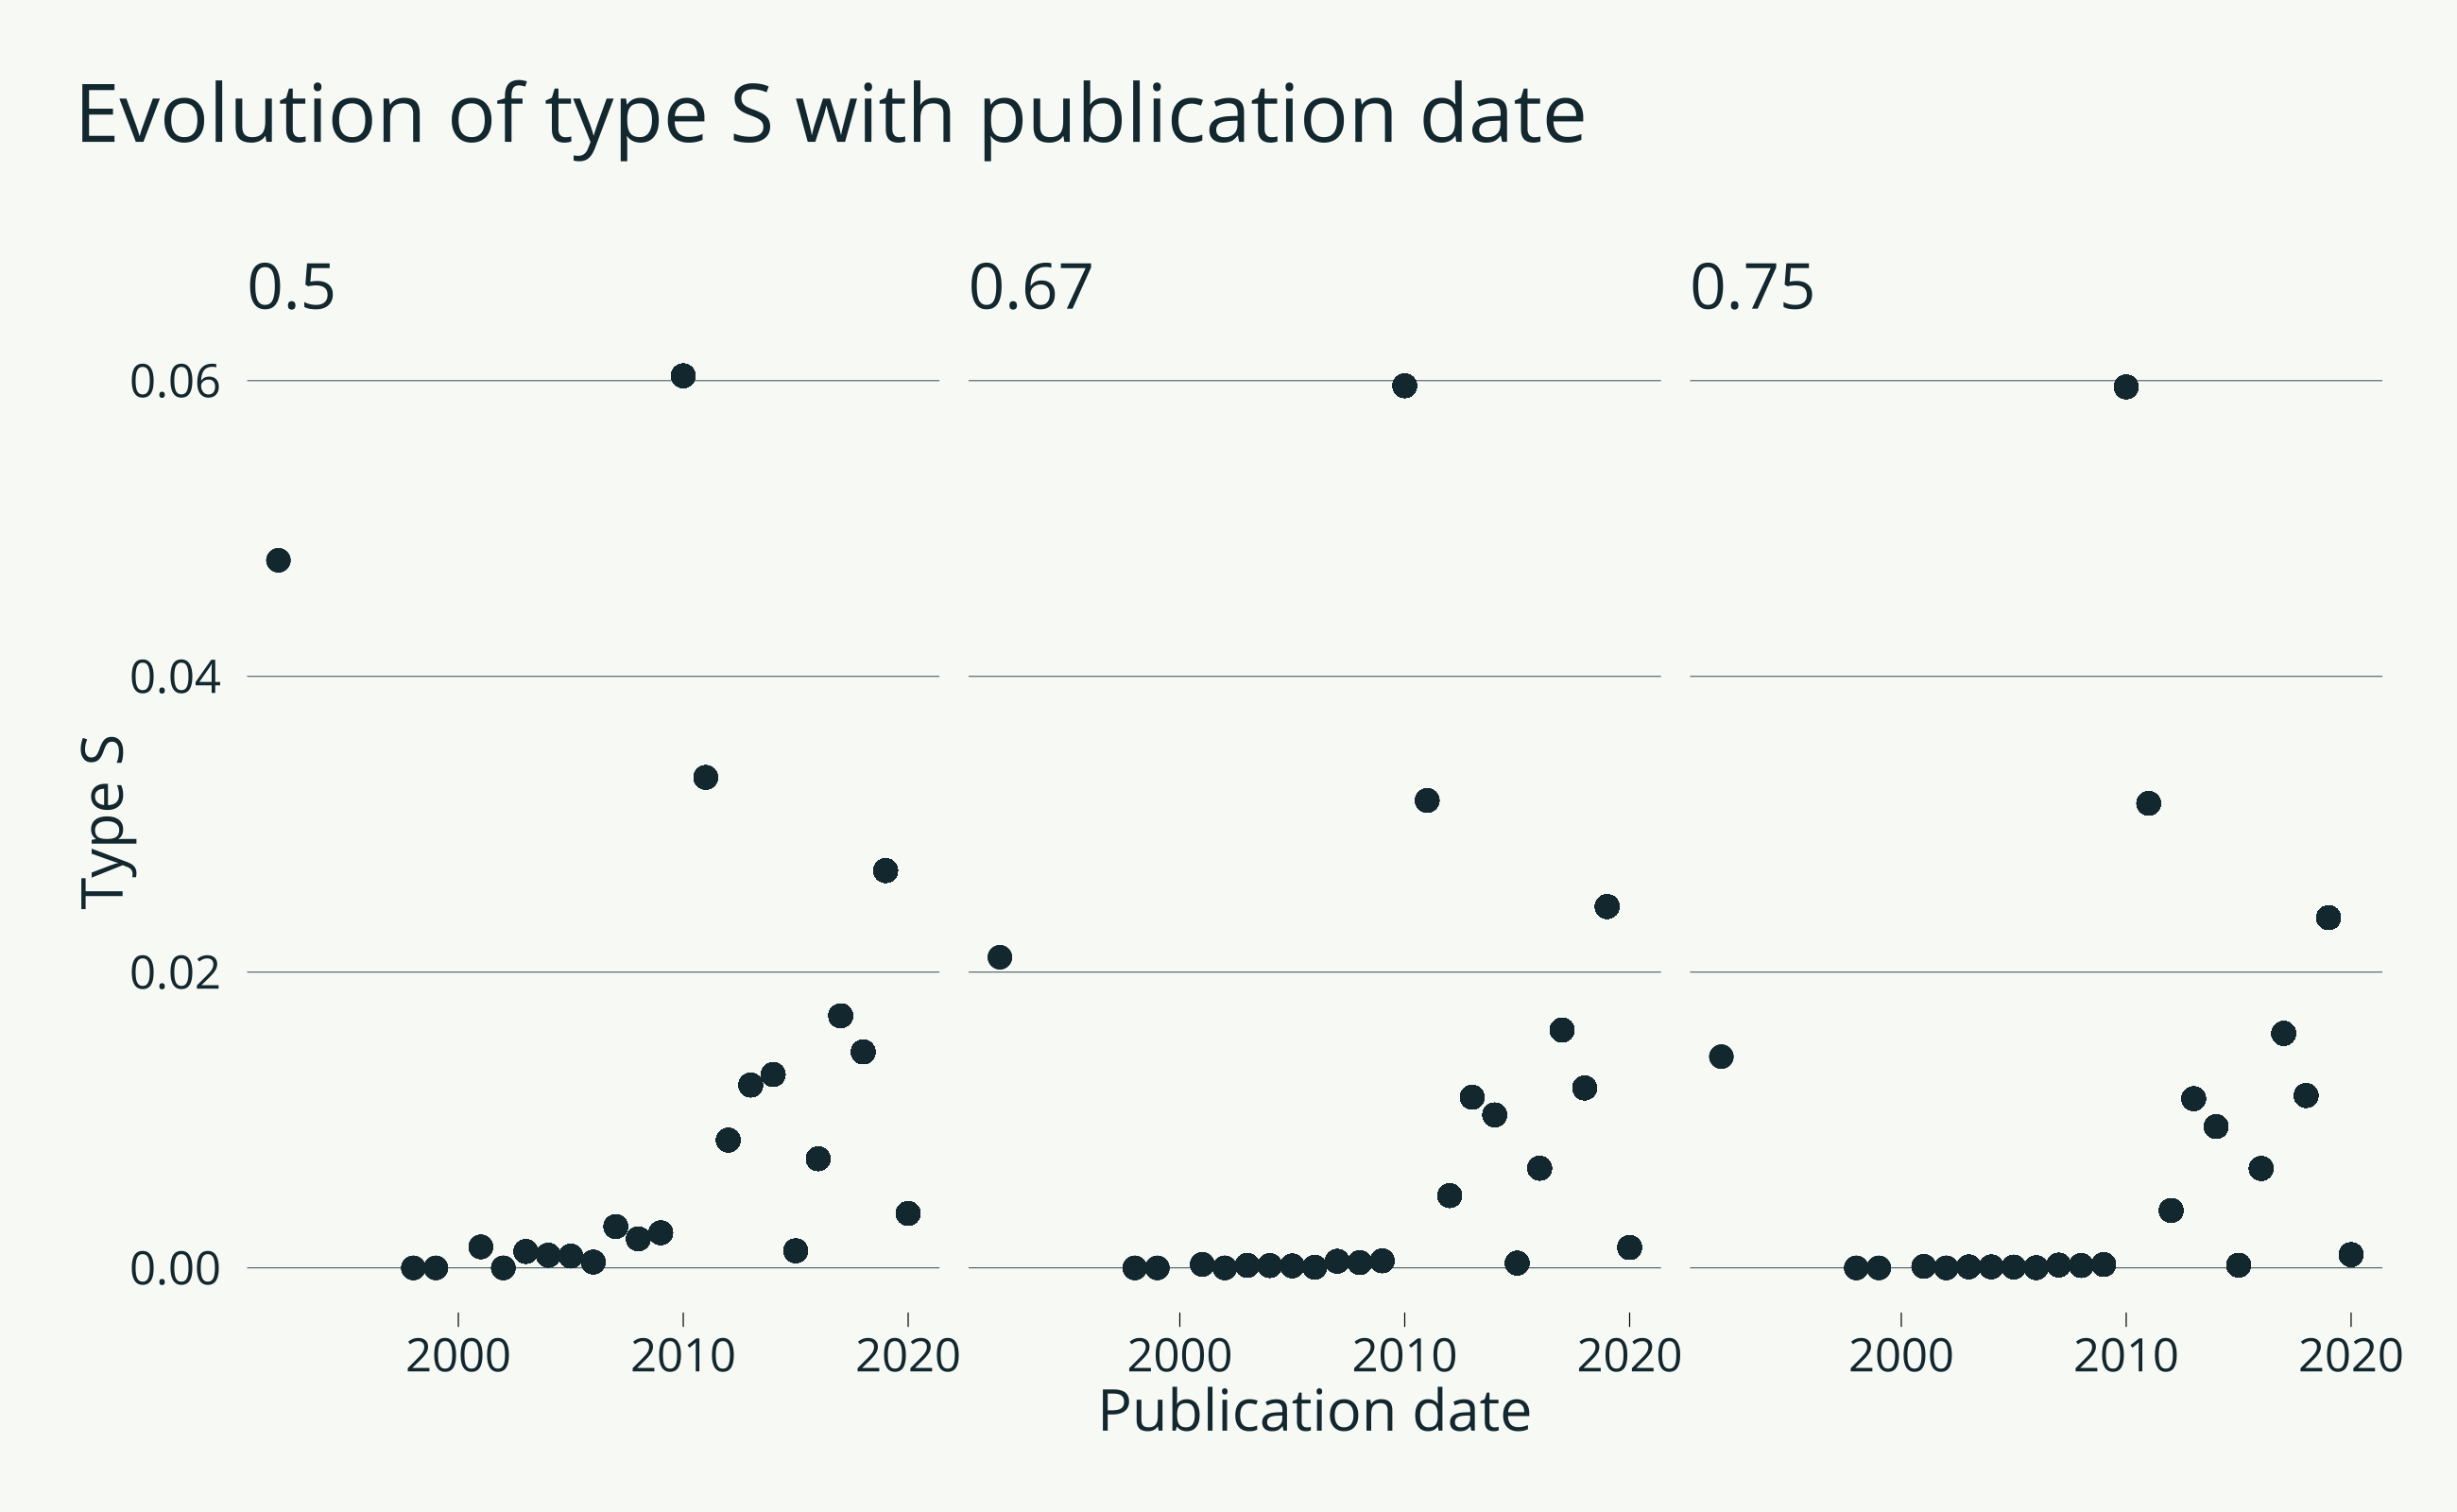 Evolution of type S with publication date
0.5 0.67 0.75
0.06
0.04
0.02
0.00
Type S
2000 2010 2020 2000 2010 2020 2000 2010 2020
Publication date